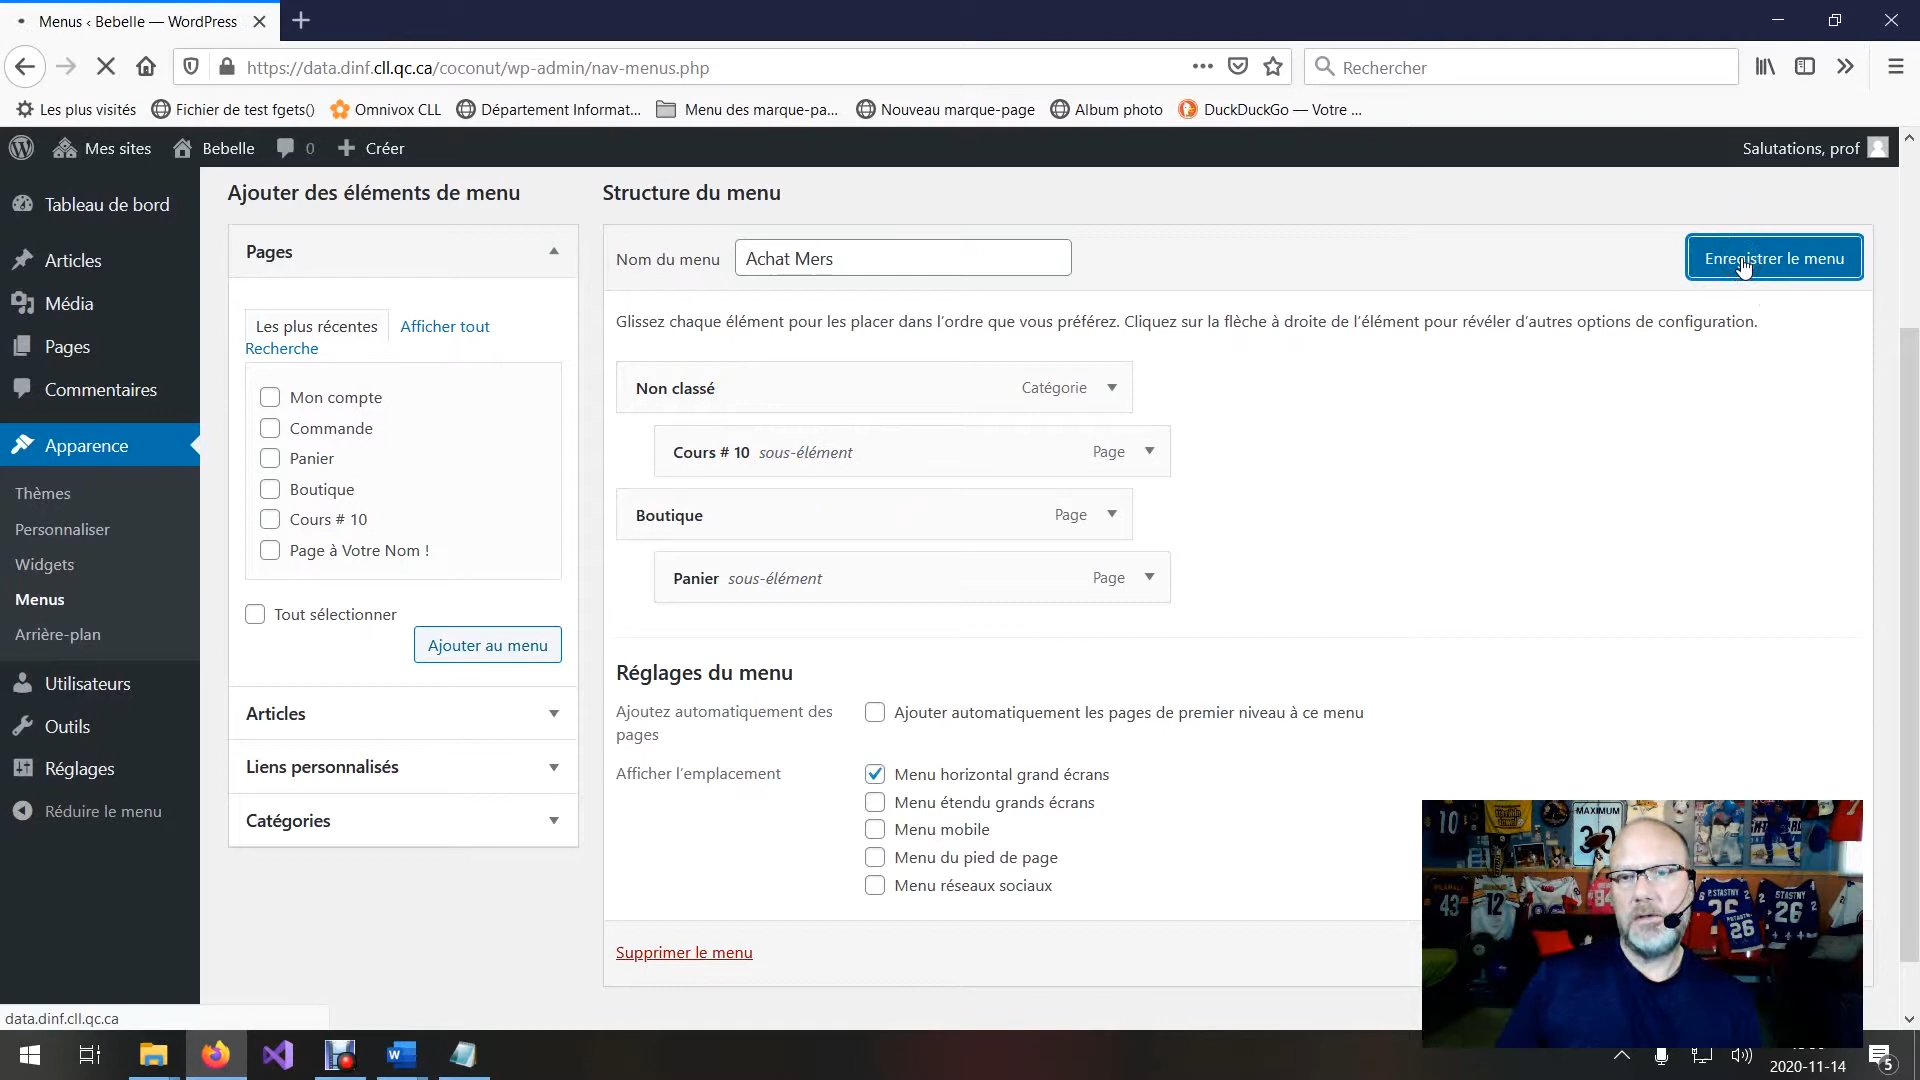 Menus ‹ Bebelle — WordPress
https://data.dinf.cll.qc.ca/coconut/wp-admin/nav-menus.php
Rechercher
Les plus visités
Fichier de test fgets()
Omnivox CLL
Département Informat...
Menu des marque-pa...
Nouveau marque-page
Album photo
DuckDuckGo — Votre ...
Mes sites
Bebelle
0
Créer
Salutations, prof
Tableau de bord
Articles
Média
Pages
Commentaires
Apparence
Thèmes
Personnaliser
Widgets
Menus
Arrière-plan
Utilisateurs
Outils
Réglages
Réduire le menu
Ajouter des éléments de menu
Pages
Les plus récentes
Afficher tout
Recherche
Mon compte
Commande
Panier
Boutique
Cours # 10
Page à Votre Nom !
Tout sélectionner
Ajouter au menu
Articles
Liens personnalisés
Catégories
Structure du menu
Nom du menu
Achat Mers
Enregistrer le menu
Glissez chaque élément pour les placer dans l’ordre que vous préférez. Cliquez sur la flèche à droite de l’élément pour révéler d’autres options de configuration.
Non classé
Catégorie
Cours # 10 sous-élément
Page
Boutique
Page
Panier sous-élément
Page
Réglages du menu
Ajoutez automatiquement des
pages
Ajouter automatiquement les pages de premier niveau à ce menu
Afficher l’emplacement
Menu horizontal grand écrans
Menu étendu grands écrans
Menu mobile
Menu du pied de page
Menu réseaux sociaux
Supprimer le menu
MAXIMUM
10
43
12
P.STASTNY
26
STASTNY
26
26
data.dinf.cll.qc.ca
2020-11-14
5